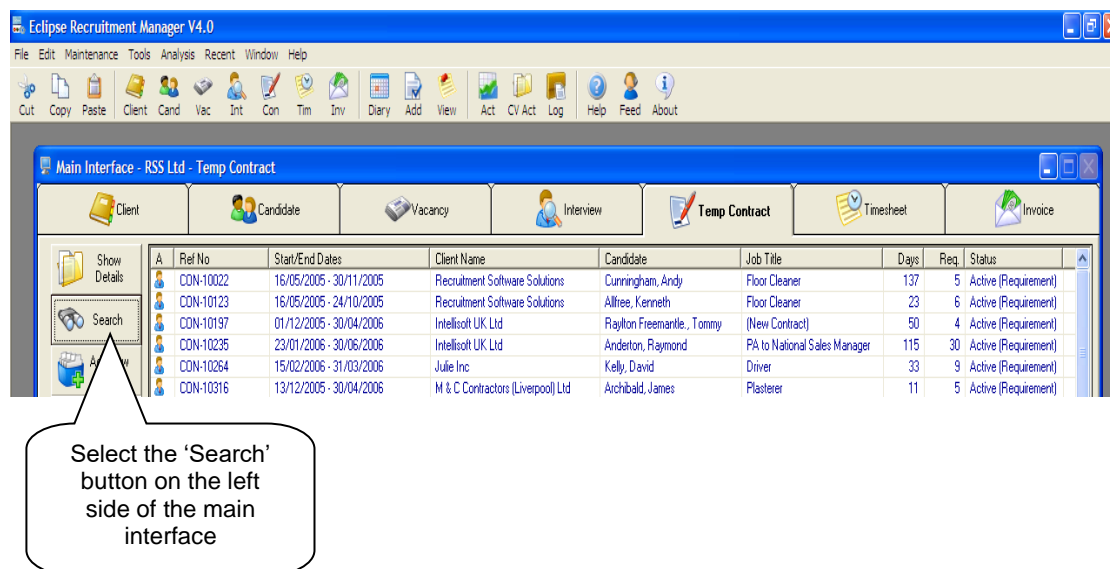 Eclipse Recruitment Manager V4.0
File Edit Maintenance Tools Analysis Recent Window Help
Cut Copy Paste Client Cand Vac Int Con Tim Inv Diary Add View Act CV Act Log Help Feed About
Main Interface - RSS Ltd - Temp Contract
Client Candidate Vacancy Interview Temp Contract Timesheet Invoice
Show Details
Search
A Ref No Start/End Dates Client Name Candidate Job Title Days Req. Status
CON-10022 16/05/2005 - 30/11/2005 Recruitment Software Solutions Cunningham, Andy Floor Cleaner 137 5 Active (Requirement)
CON-10123 16/05/2005 - 24/10/2005 Recruitment Software Solutions Allfree, Kenneth Floor Cleaner 23 6 Active (Requirement)
CON-10197 01/12/2005 - 30/04/2006 Intellisoft UK Ltd Raylton Freemantle., Tommy (New Contract) 50 4 Active (Requirement)
CON-10235 23/01/2006 - 30/06/2006 Intellisoft UK Ltd Anderton, Raymond PA to National Sales Manager 115 30 Active (Requirement)
CON-10264 15/02/2006 - 31/03/2006 Julie Inc Kelly, David Driver 33 9 Active (Requirement)
CON-10316 13/12/2005 - 30/04/2006 M & C Contractors (Liverpool) Ltd Archibald, James Plasterer 11 5 Active (Requirement)
Select the ‘Search’
button on the left
side of the main
interface